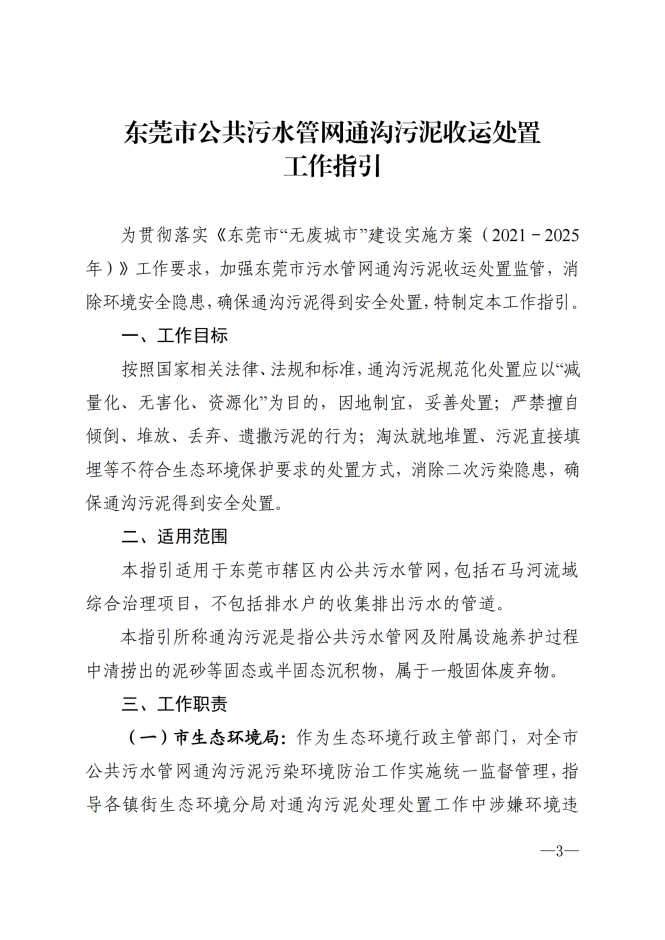 东莞市公共污水管网通沟污泥收运处置
工作指引
为贯彻落实《东莞市“无废城市”建设实施方案（2021－2025
年）》工作要求，加强东莞市污水管网通沟污泥收运处置监管，消
除环境安全隐患，确保通沟污泥得到安全处置，特制定本工作指引。
一、工作目标
按照国家相关法律、法规和标准，通沟污泥规范化处置应以“减
量化、无害化、资源化”为目的，因地制宜，妥善处置；严禁擅自
倾倒、堆放、丢弃、遗撒污泥的行为；淘汰就地堆置、污泥直接填
埋等不符合生态环境保护要求的处置方式，消除二次污染隐患，确
保通沟污泥得到安全处置。
二、适用范围
本指引适用于东莞市辖区内公共污水管网，包括石马河流域
综合治理项目，不包括排水户的收集排出污水的管道。
本指引所称通沟污泥是指公共污水管网及附属设施养护过程
中清捞出的泥砂等固态或半固态沉积物，属于一般固体废弃物。
三、工作职责
（一）市生态环境局：作为生态环境行政主管部门，对全市
公共污水管网通沟污泥污染环境防治工作实施统一监督管理，指
导各镇街生态环境分局对通沟污泥处理处置工作中涉嫌环境违
—3—